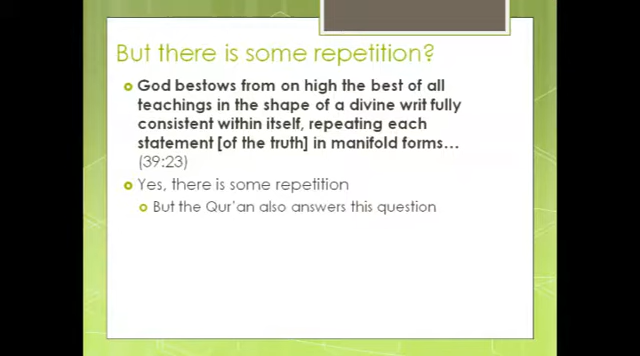 But there is some repetition?
God bestows from on high the best of all
teachings in the shape of a divine writ fully
consistent within itself, repeating each
statement [of the truth] in manifold forms…
(39:23)
Yes, there is some repetition
But the Qur'an also answers this question